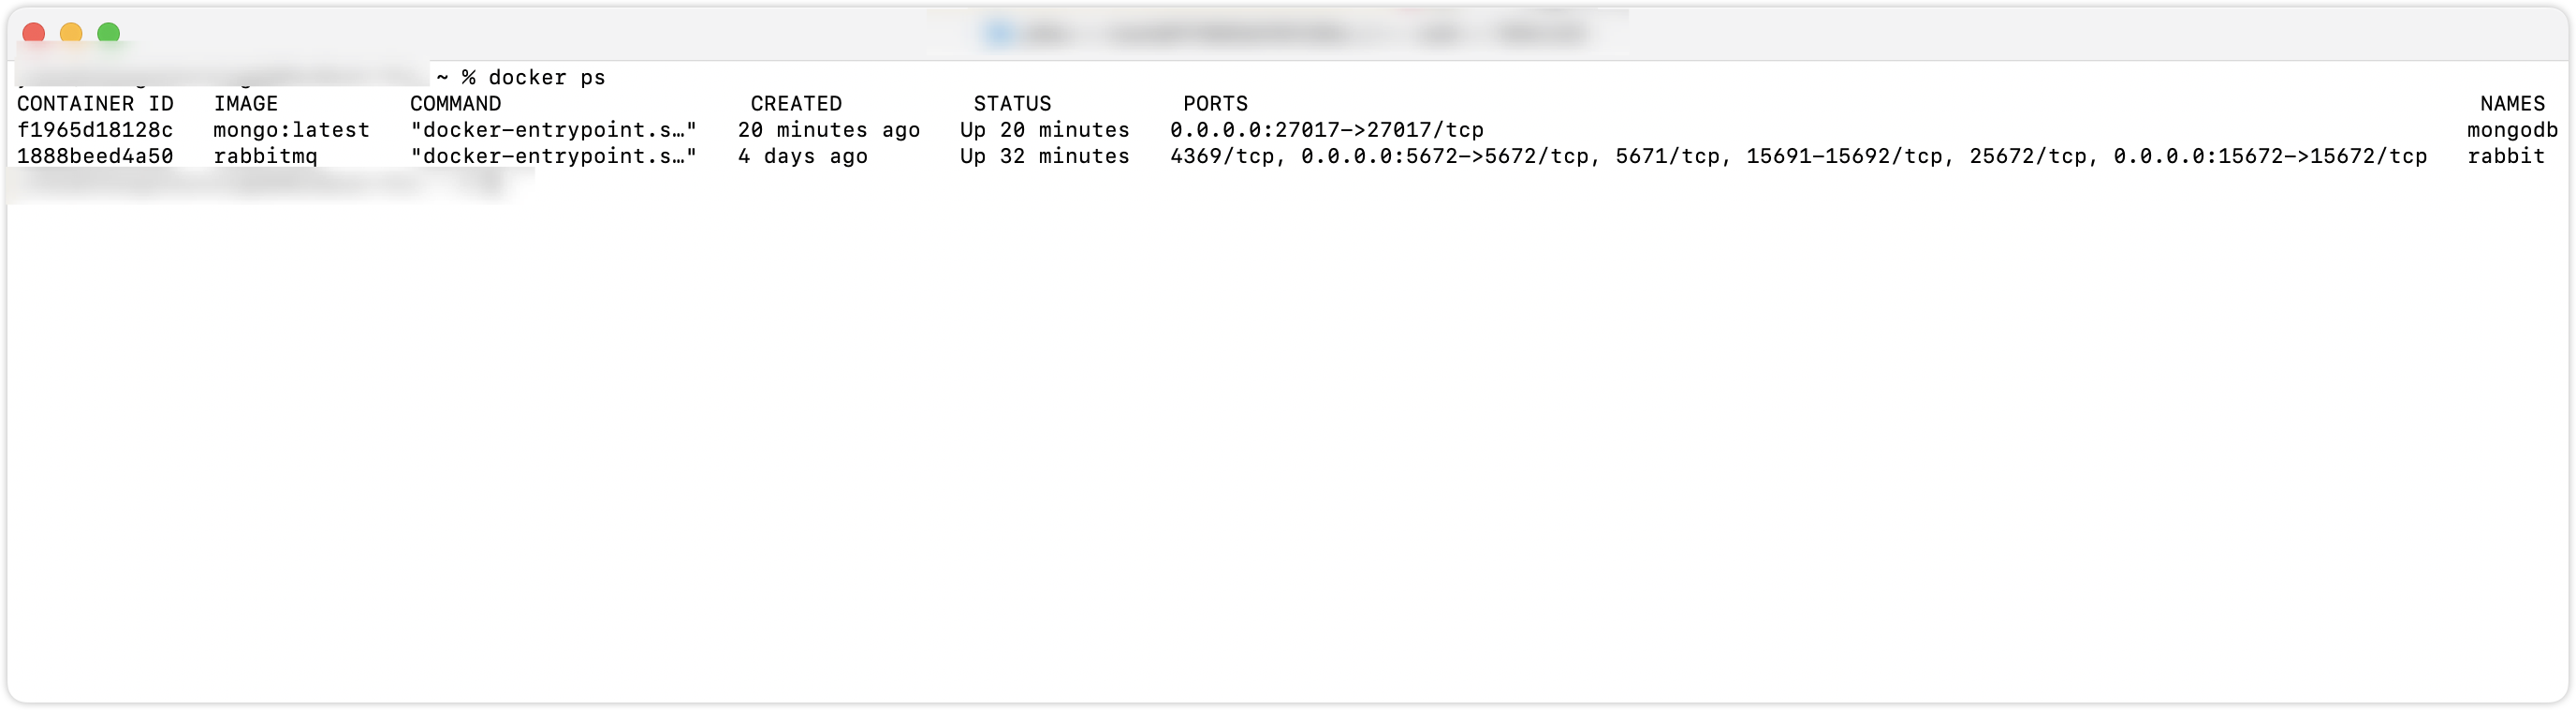 ~ % docker ps
CONTAINER ID   IMAGE          COMMAND                   CREATED          STATUS          PORTS                                                                                              NAMES
f1965d18128c   mongo:latest   "docker-entrypoint.s…"   20 minutes ago   Up 20 minutes   0.0.0.0:27017->27017/tcp                                                                           mongodb
1888beed4a50   rabbitmq       "docker-entrypoint.s…"   4 days ago       Up 32 minutes   4369/tcp, 0.0.0.0:5672->5672/tcp, 5671/tcp, 15691-15692/tcp, 25672/tcp, 0.0.0.0:15672->15672/tcp   rabbit